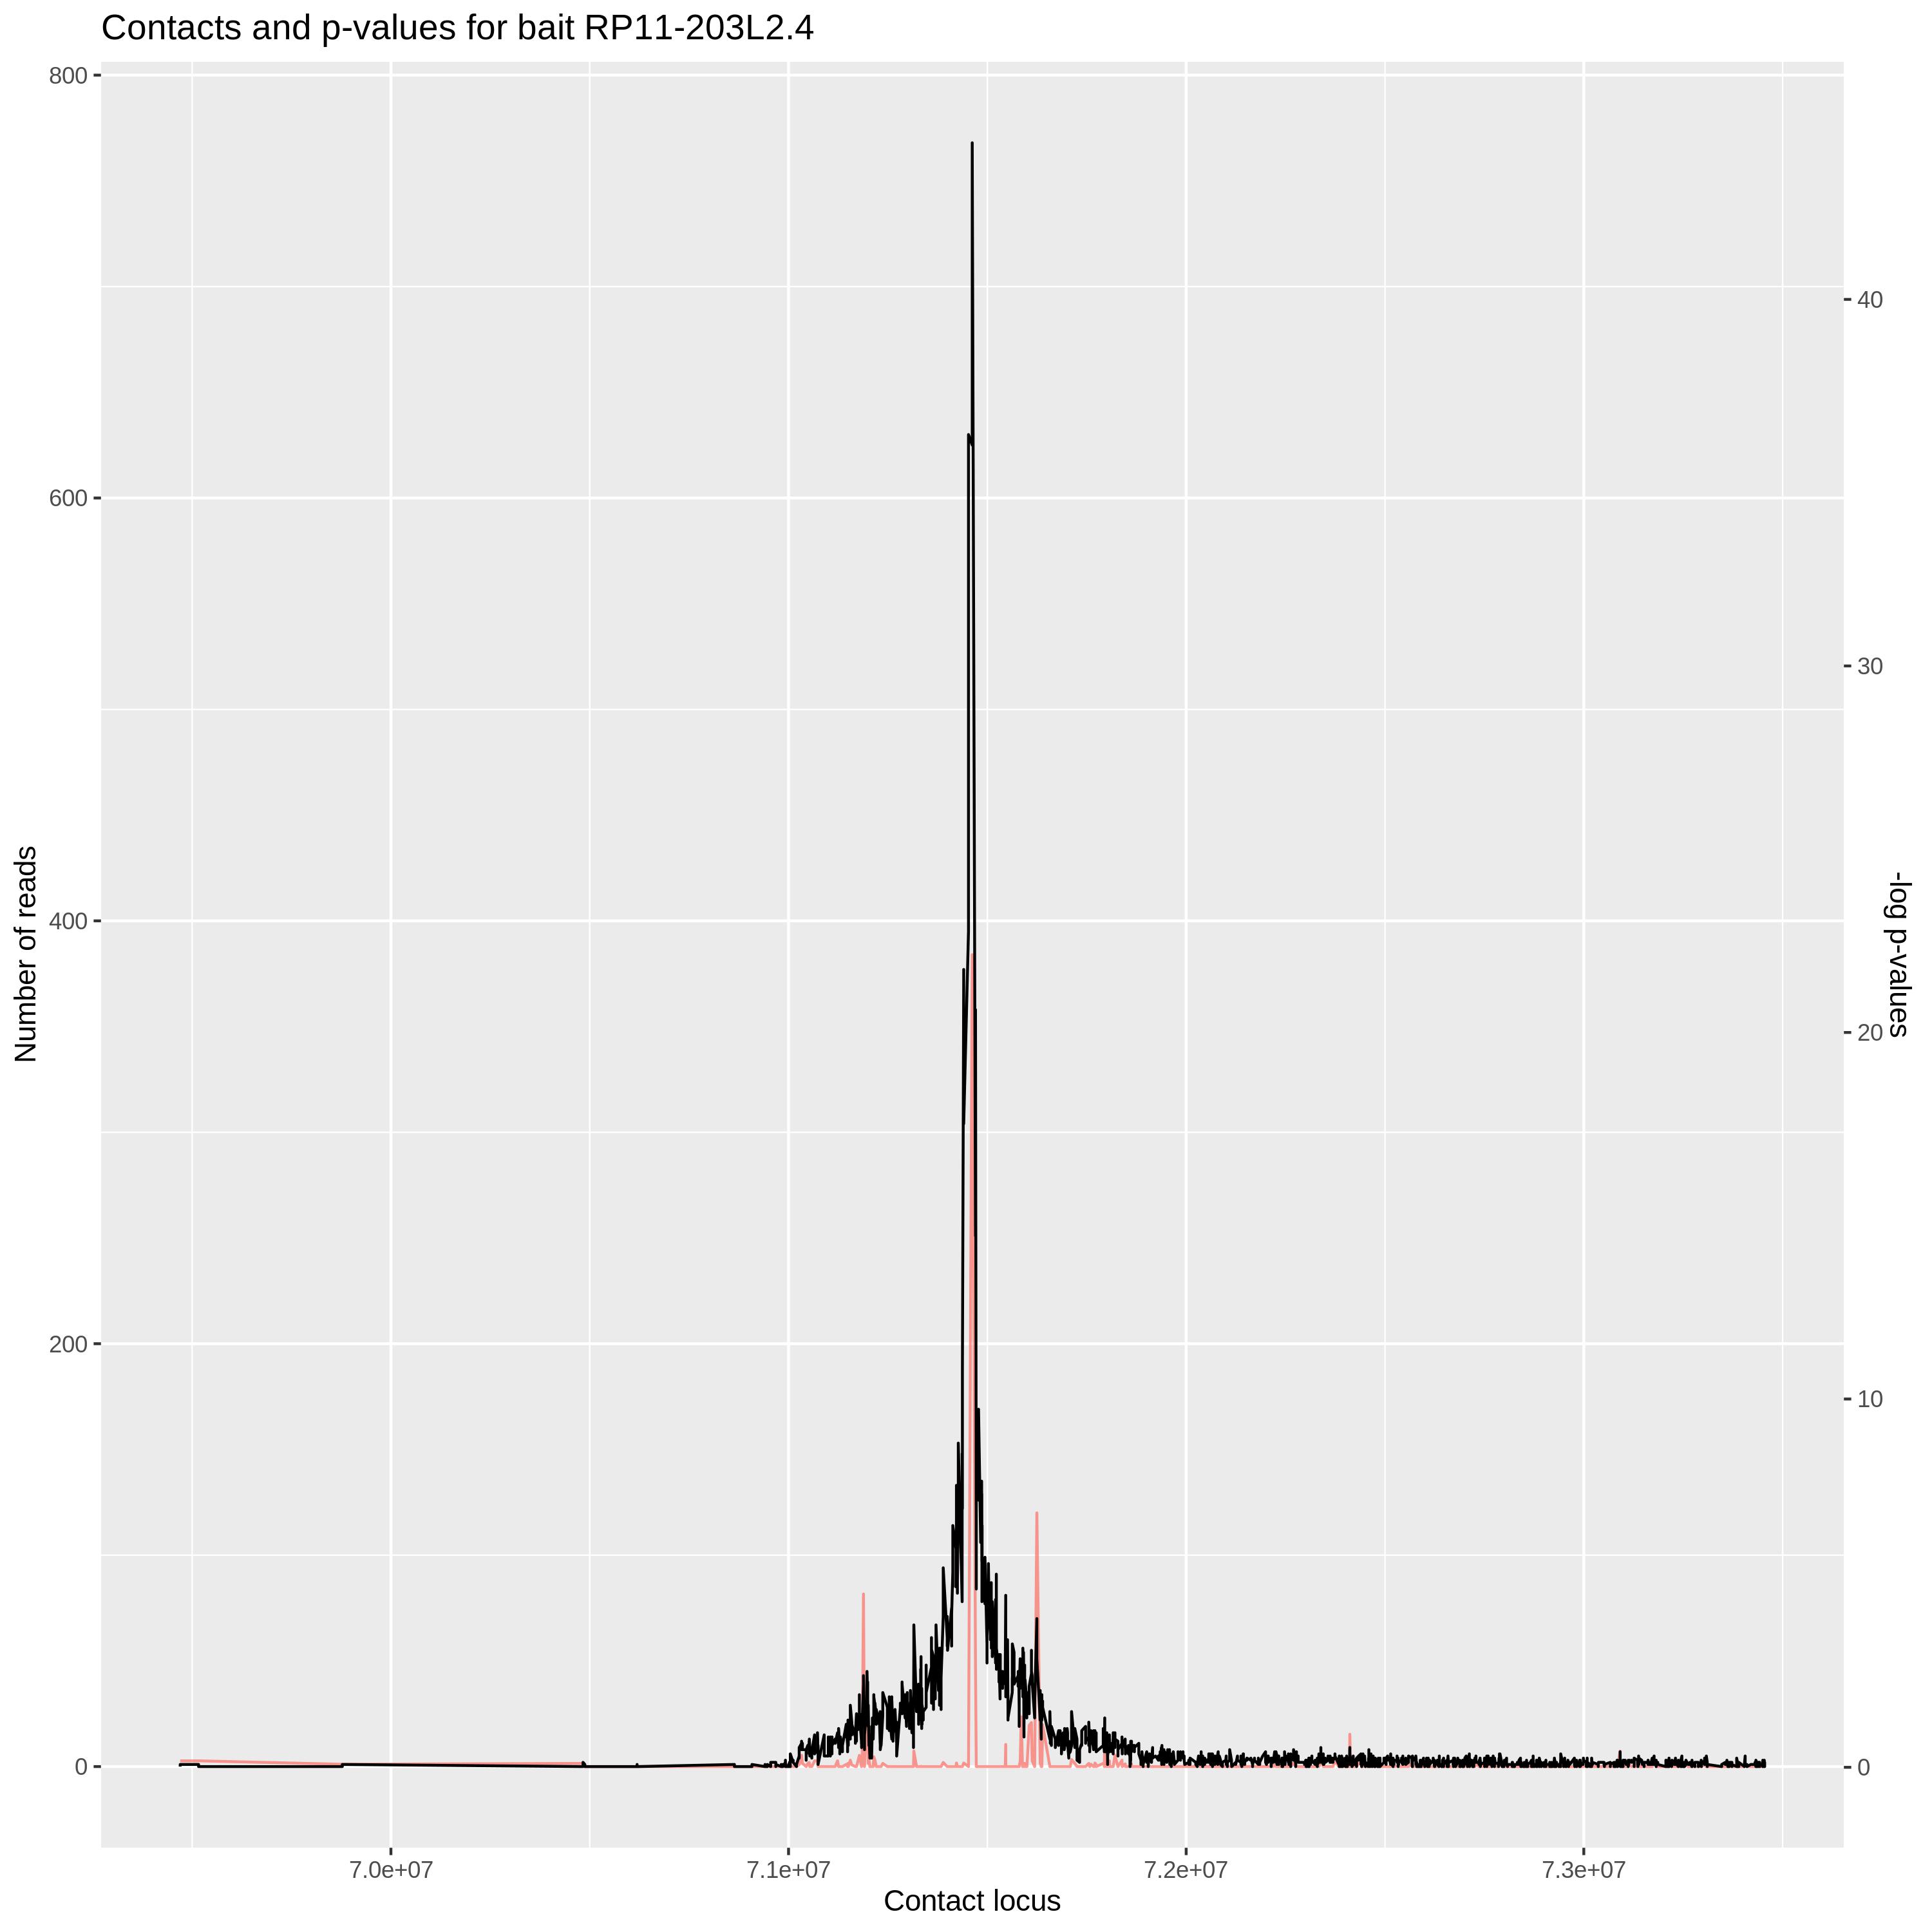 Contacts and p-values for bait RP11-203L2.4
800
600
400
200
0
Number of reads
40
30
20
10
0
-log p-values
7.0e+07
7.1e+07
7.2e+07
7.3e+07
Contact locus